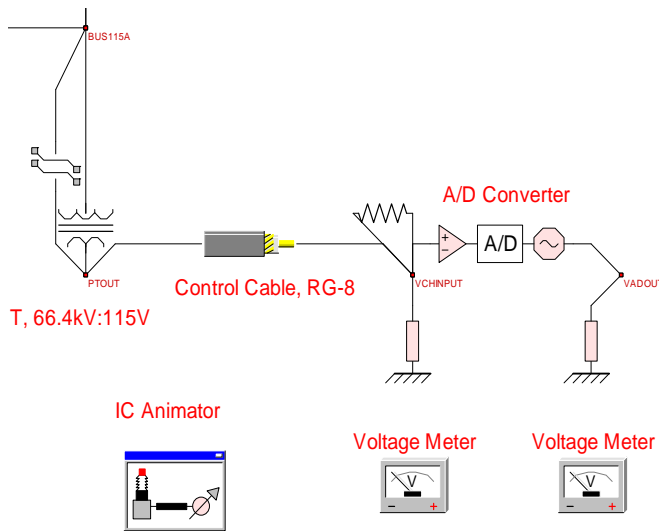 BUS115A
A/D Converter
+
−
A/D
PTOUT
Control Cable, RG-8
VCHINPUT
VADOUT
T, 66.4kV:115V
IC Animator
Voltage Meter
Voltage Meter
V
− +
V
− +